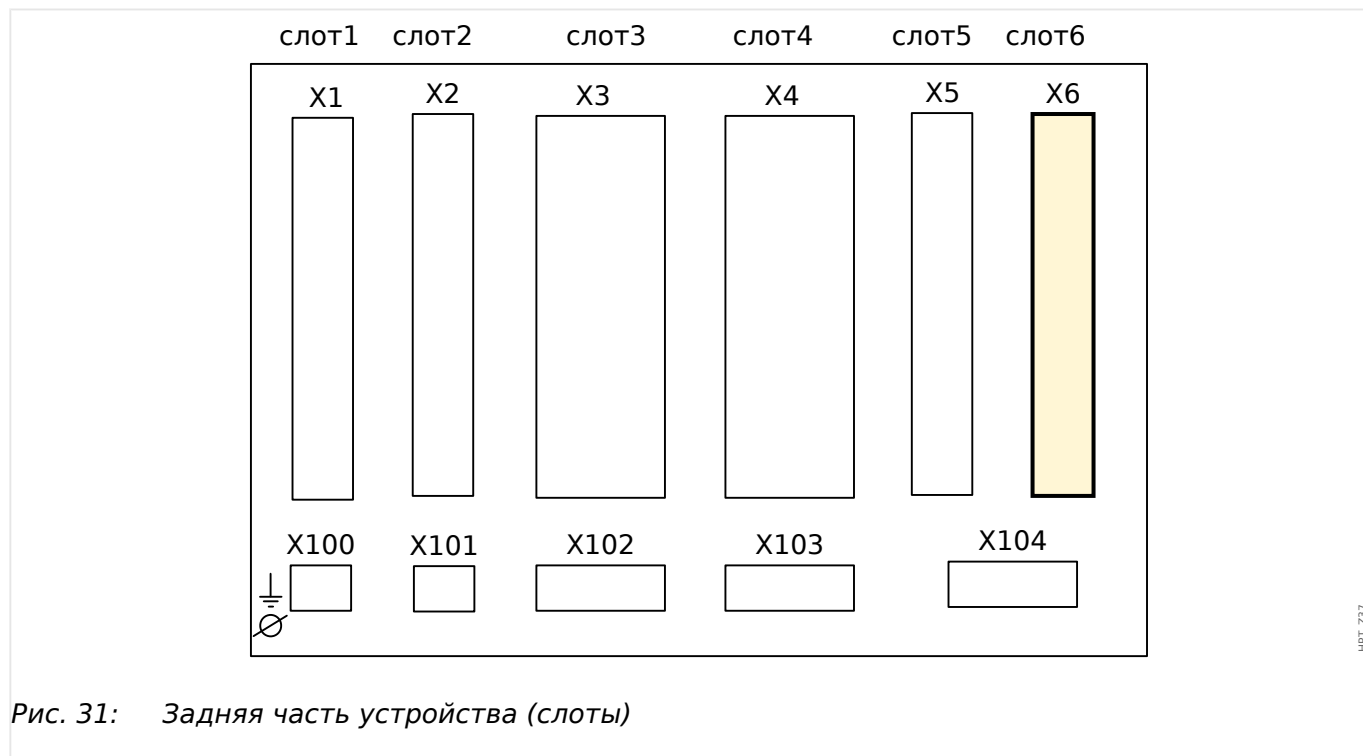 слот1 слот2 слот3 слот4 слот5 слот6
X1 X2 X3 X4 X5 X6
X100 X101 X102 X103 X104
Рис. 31: Задняя часть устройства (слоты)